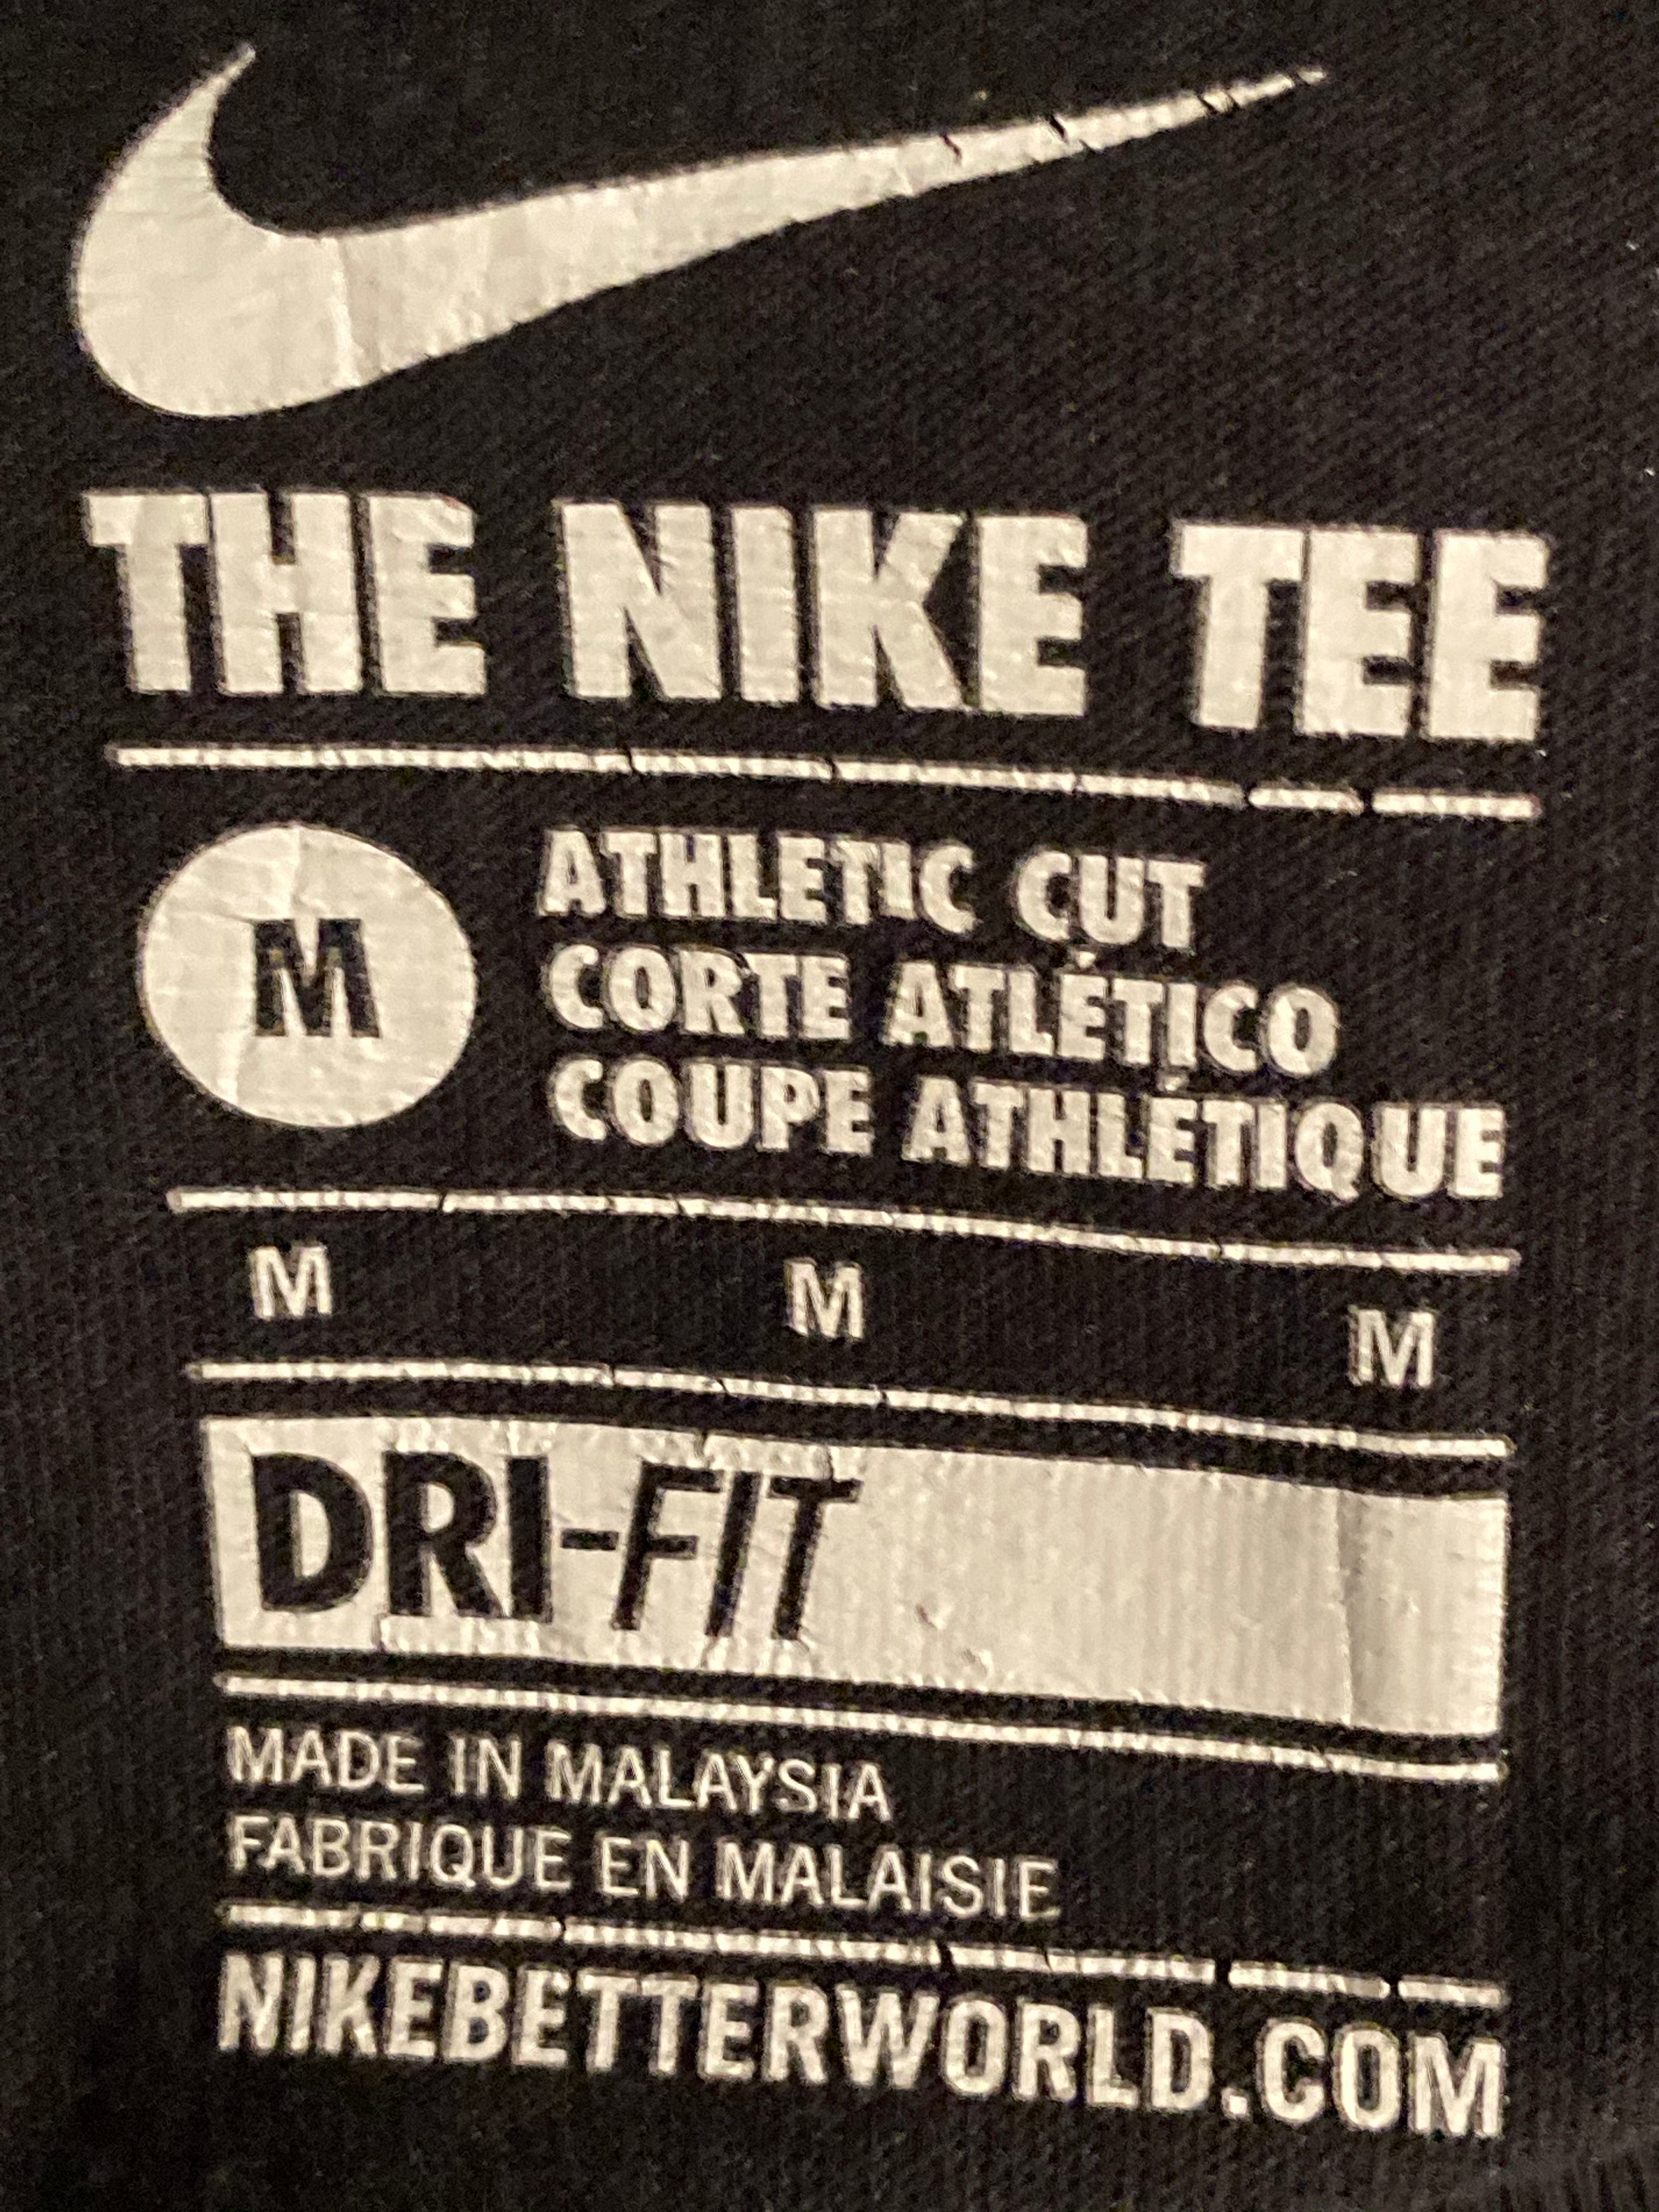 THE NIKE TEE
M
ATHLETIC CUT
CORTE ATLÉTICO
COUPE ATHLÉTIQUE
M M M
DRI-FIT
MADE IN MALAYSIA
FABRIQUE EN MALAISIE
NIKEBETTERWORLD.COM